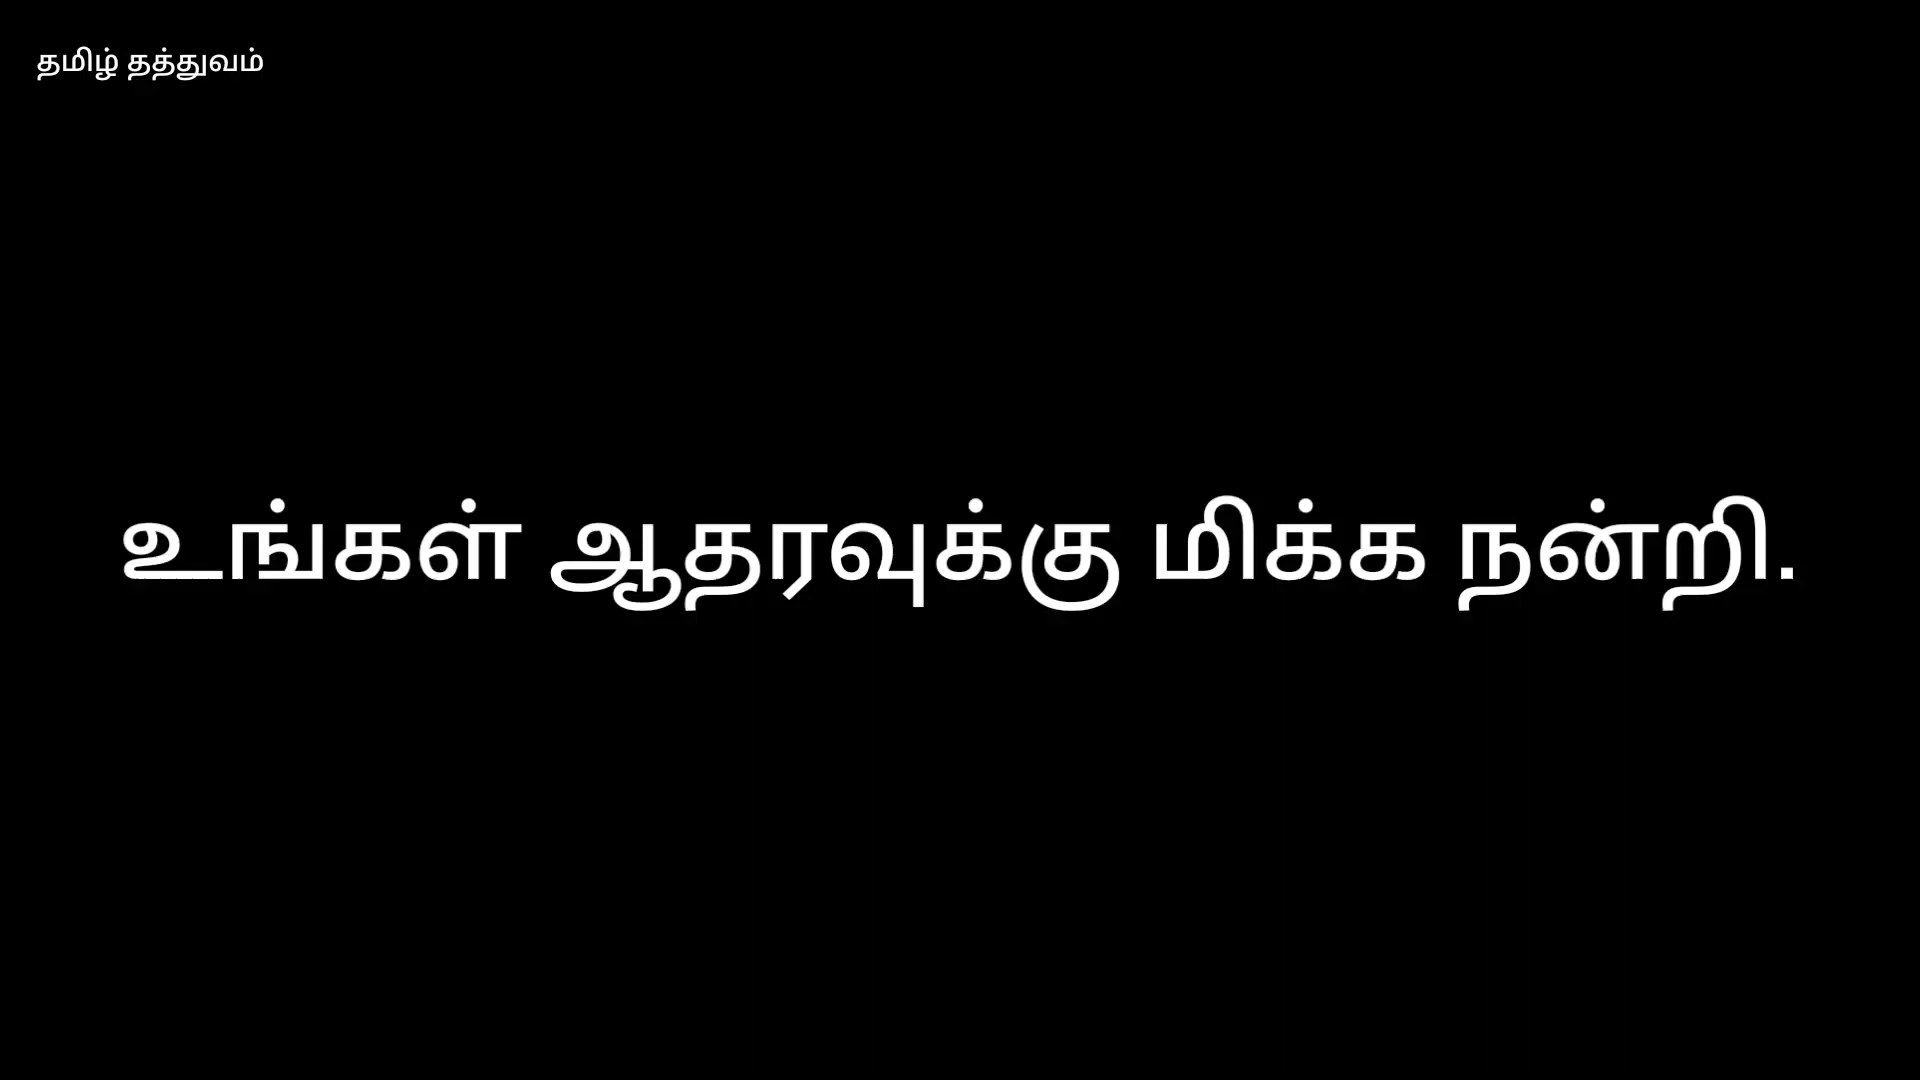 தமிழ் தத்துவம்
உங்கள் ஆதரவுக்கு மிக்க நன்றி.